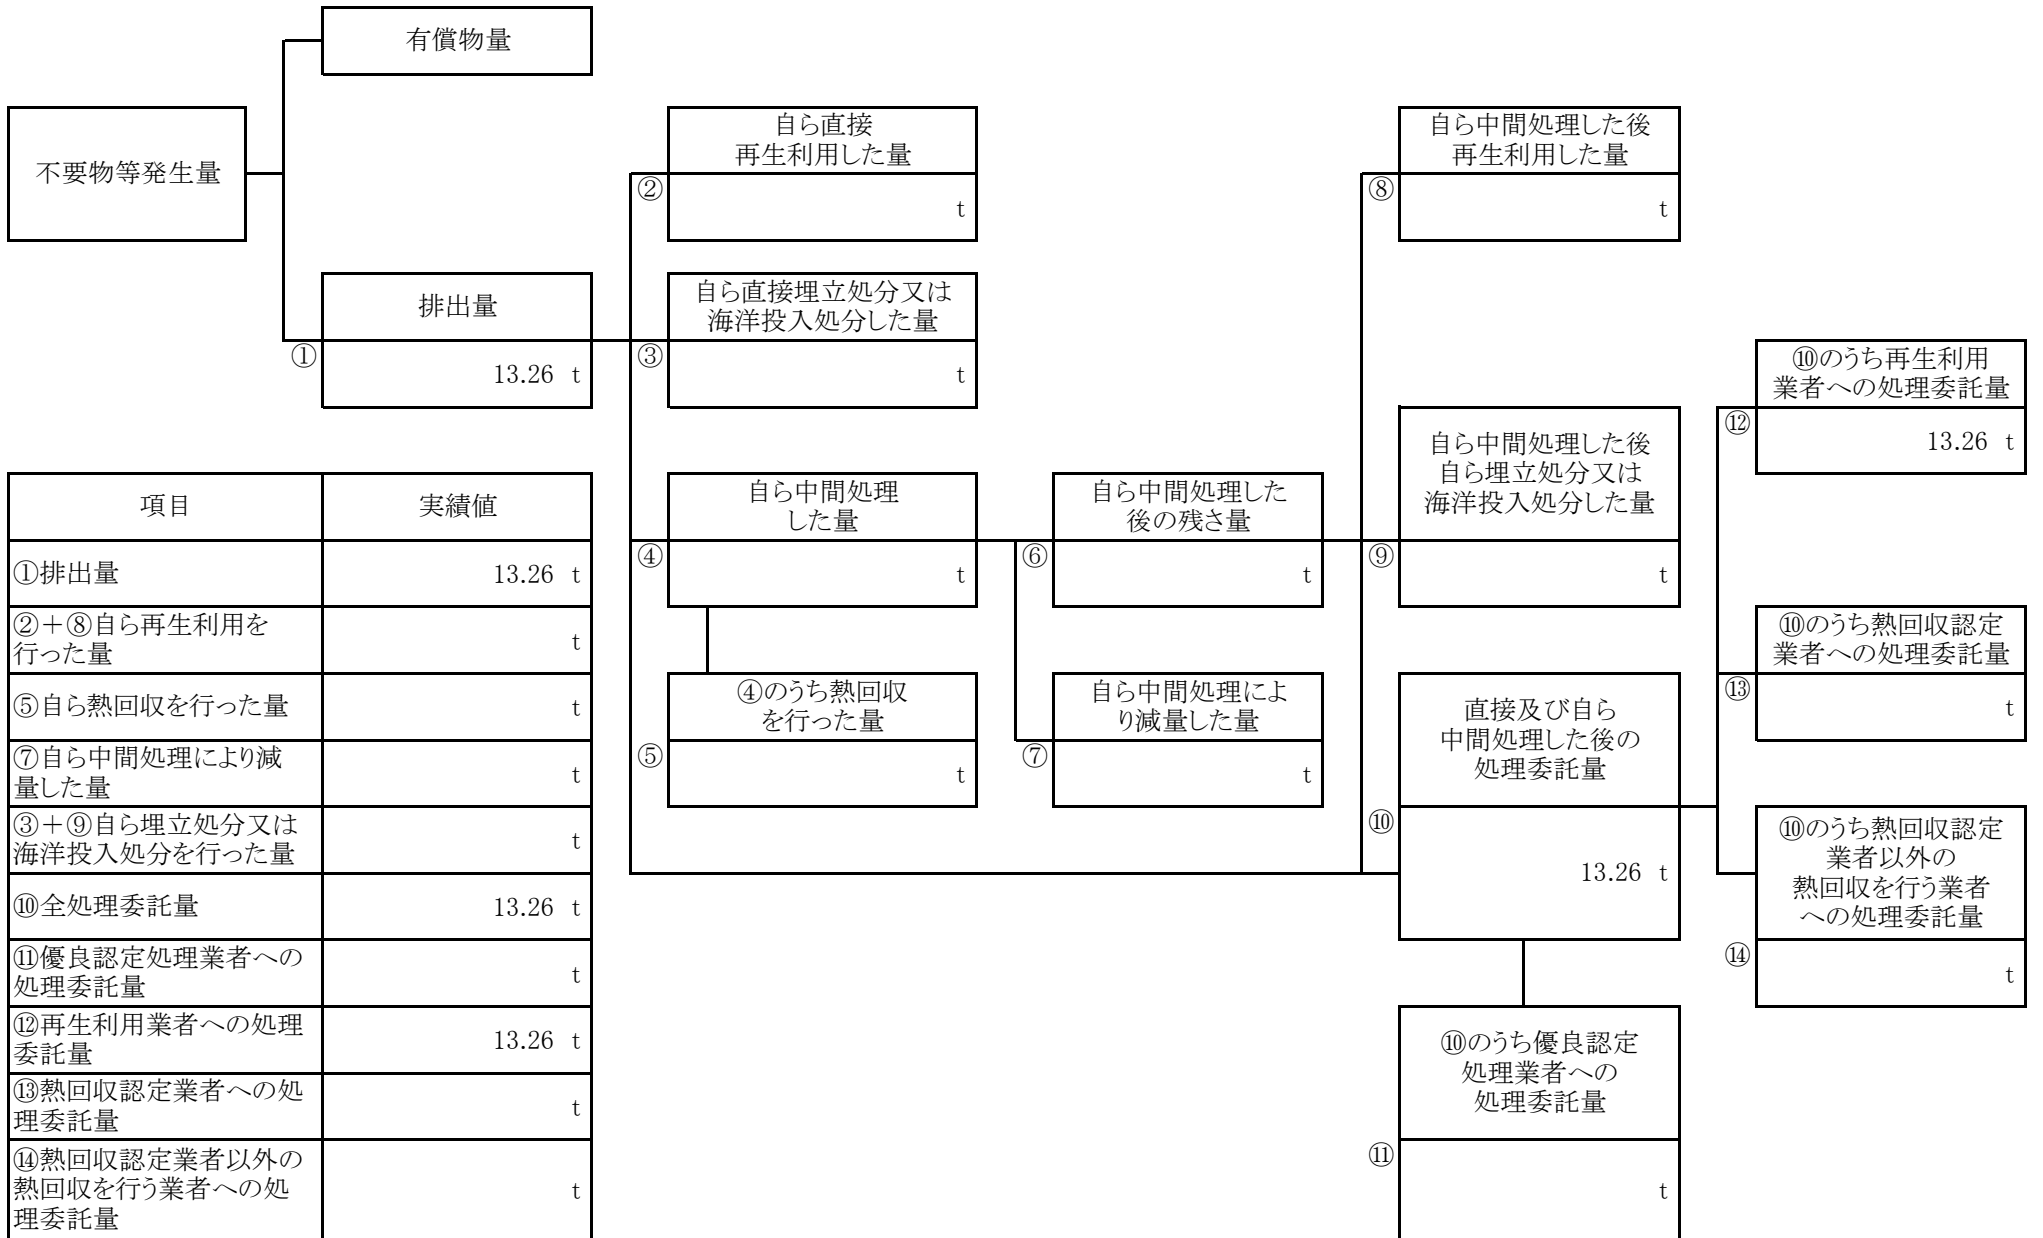 有償物量
不要物等発生量
自ら直接
再生利用した量
②
t
自ら中間処理した後
再生利用した量
⑧
t
排出量
①
13.26 t
自ら直接埋立処分又は
海洋投入処分した量
③
t
⑩のうち再生利用
業者への処理委託量
⑫
13.26 t
自ら中間処理した後
自ら埋立処分又は
海洋投入処分した量
⑨
t
自ら中間処理
した量
④
t
自ら中間処理した
後の残さ量
⑥
t
⑩のうち熱回収認定
業者への処理委託量
⑬
t
④のうち熱回収
を行った量
⑤
t
自ら中間処理によ
り減量した量
⑦
t
直接及び自ら
中間処理した後の
処理委託量
⑩
13.26 t
⑩のうち熱回収認定
業者以外の
熱回収を行う業者
への処理委託量
⑭
t
⑩のうち優良認定
処理業者への
処理委託量
⑪
t
項目 実績値
①排出量 13.26 t
②＋⑧自ら再生利用を
行った量 t
⑤自ら熱回収を行った量 t
⑦自ら中間処理により減
量した量 t
③＋⑨自ら埋立処分又は
海洋投入処分を行った量 t
⑩全処理委託量 13.26 t
⑪優良認定処理業者への
処理委託量 t
⑫再生利用業者への処理
委託量 13.26 t
⑬熱回収認定業者への処
理委託量 t
⑭熱回収認定業者以外の
熱回収を行う業者への処
理委託量 t